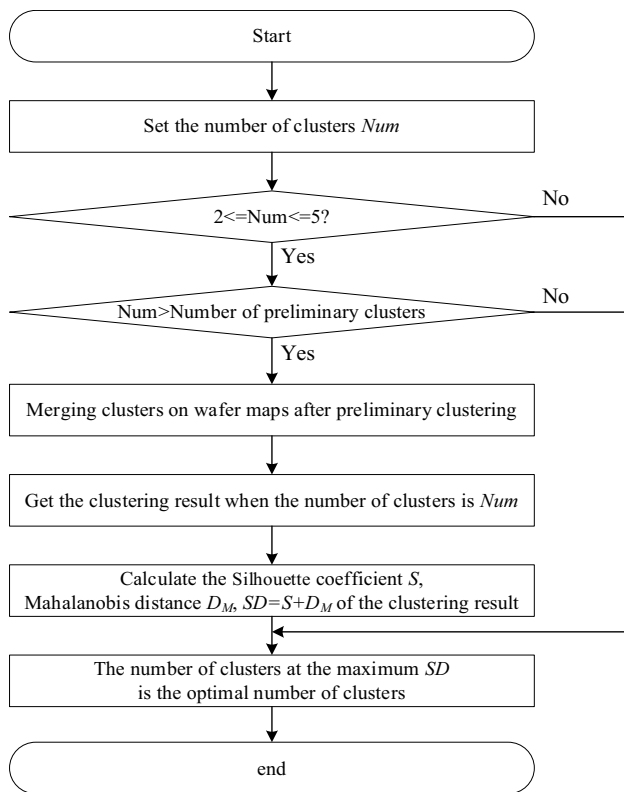 Start
Set the number of clusters Num
2<=Num<=5?
No
Yes
Num>Number of preliminary clusters
No
Yes
Merging clusters on wafer maps after preliminary clustering
Get the clustering result when the number of clusters is Num
Calculate the Silhouette coefficient S,
Mahalanobis distance D_M, SD=S+D_M of the clustering result
The number of clusters at the maximum SD
is the optimal number of clusters
end